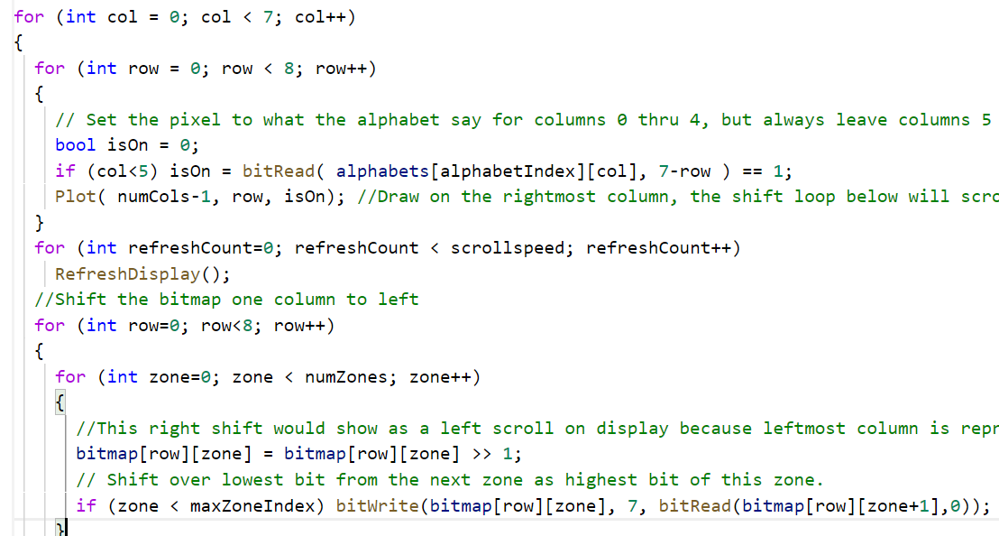 for (int col = 0; col < 7; col++)
{
for (int row = 0; row < 8; row++)
{
// Set the pixel to what the alphabet say for columns 0 thru 4, but always leave columns 5
bool isOn = 0;
if (col<5) isOn = bitRead( alphabets[alphabetIndex][col], 7-row ) == 1;
Plot( numCols-1, row, isOn); //Draw on the rightmost column, the shift loop below will scro
}
for (int refreshCount=0; refreshCount < scrollspeed; refreshCount++)
RefreshDisplay();
//Shift the bitmap one column to left
for (int row=0; row<8; row++)
{
for (int zone=0; zone < numZones; zone++)
{
//This right shift would show as a left scroll on display because leftmost column is repr
bitmap[row][zone] = bitmap[row][zone] >> 1;
// Shift over lowest bit from the next zone as highest bit of this zone.
if (zone < maxZoneIndex) bitWrite(bitmap[row][zone], 7, bitRead(bitmap[row][zone+1],0));
}